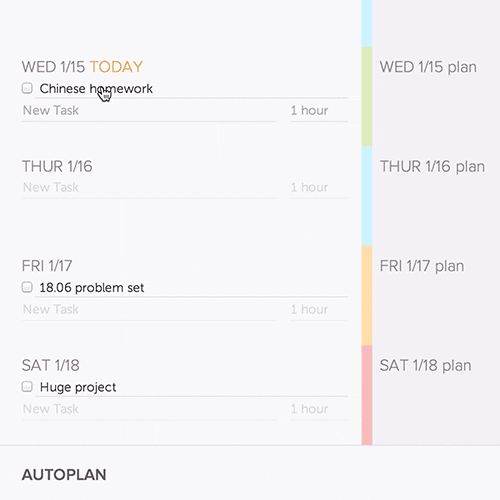 WED 1/15 TODAY
WED 1/15 plan
Chinese homework
New Task
1 hour
THUR 1/16
THUR 1/16 plan
New Task
1 hour
FRI 1/17
FRI 1/17 plan
18.06 problem set
New Task
1 hour
SAT 1/18
SAT 1/18 plan
Huge project
New Task
1 hour
AUTOPLAN